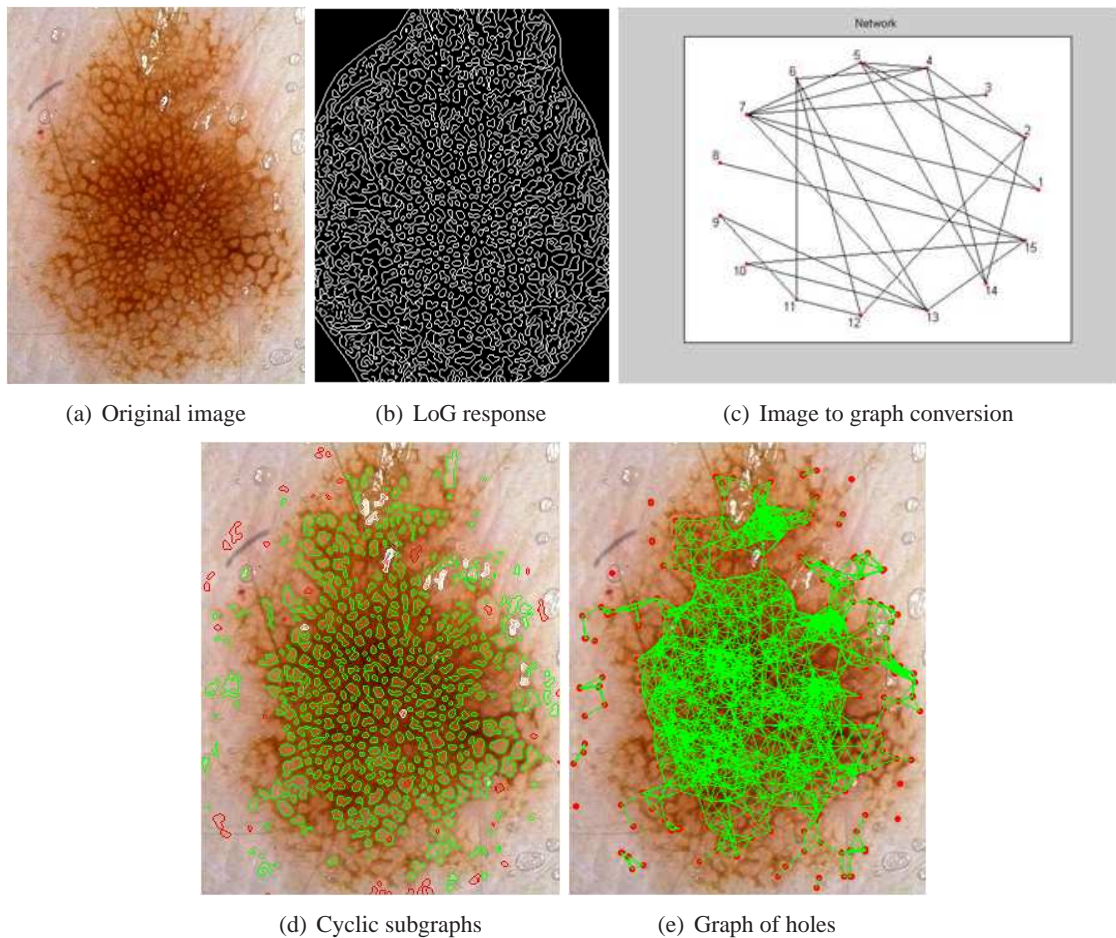 Network
5
4
6
3
7
2
8
1
9
15
10
14
11
13
12
(a) Original image
(b) LoG response
(c) Image to graph conversion
(d) Cyclic subgraphs
(e) Graph of holes